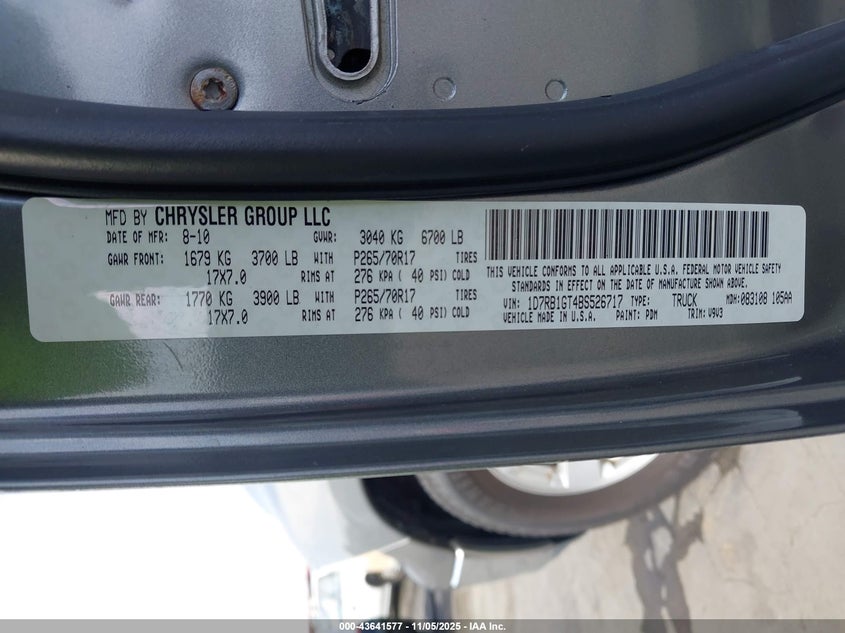 MFD BY CHRYSLER GROUP LLC
DATE OF MFR: 8-10 GVWR: 3040 KG 6700 LB
GAWR FRONT: 1679 KG 3700 LB WITH P265/70R17 TIRES
17X7.0 RIMS AT 276 KPA ( 40 PSI) COLD
GAWR REAR: 1770 KG 3900 LB WITH P265/70R17 TIRES
17X7.0 RIMS AT 276 KPA ( 40 PSI) COLD
THIS VEHICLE CONFORMS TO ALL APPLICABLE U.S.A. FEDERAL MOTOR VEHICLE SAFETY
STANDARDS IN EFFECT ON THE DATE OF MANUFACTURE SHOWN ABOVE
VIN: 1D7RB1GT4BS526717 TYPE: TRUCK MDH: 083108 105AA
VEHICLE MADE IN U.S.A. PAINT: PDM TRIM: V9V3
000-43641577 - 11/05/2025 - IAA Inc.